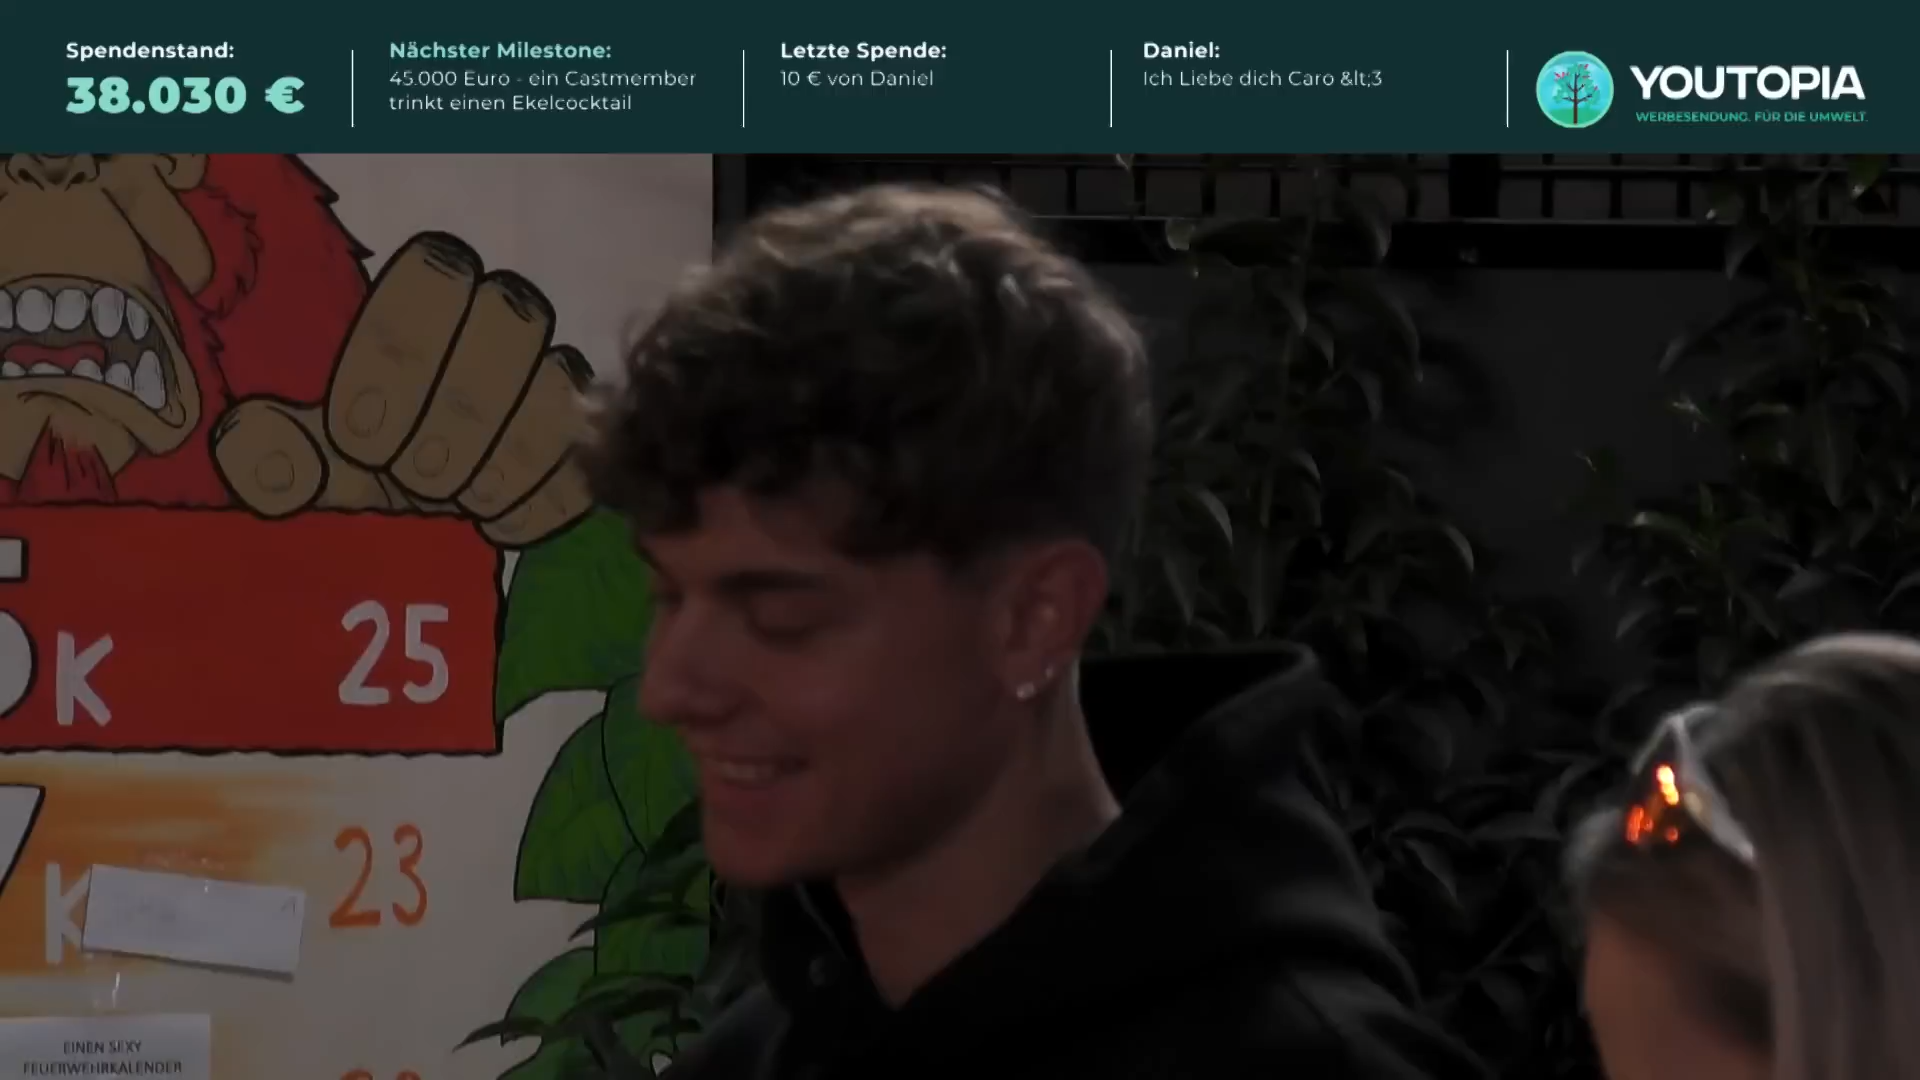 Spendenstand:
38.030 €
Nächster Milestone:
45.000 Euro - ein Castmember
trinkt einen Ekelcocktail
Letzte Spende:
10 € von Daniel
Daniel:
Ich Liebe dich Caro &lt;3
YOUTOPIA
WERBESENDUNG. FÜR DIE UMWELT.
K 25
K 23
EINEN SEXY
FEUERWEHRKALENDER